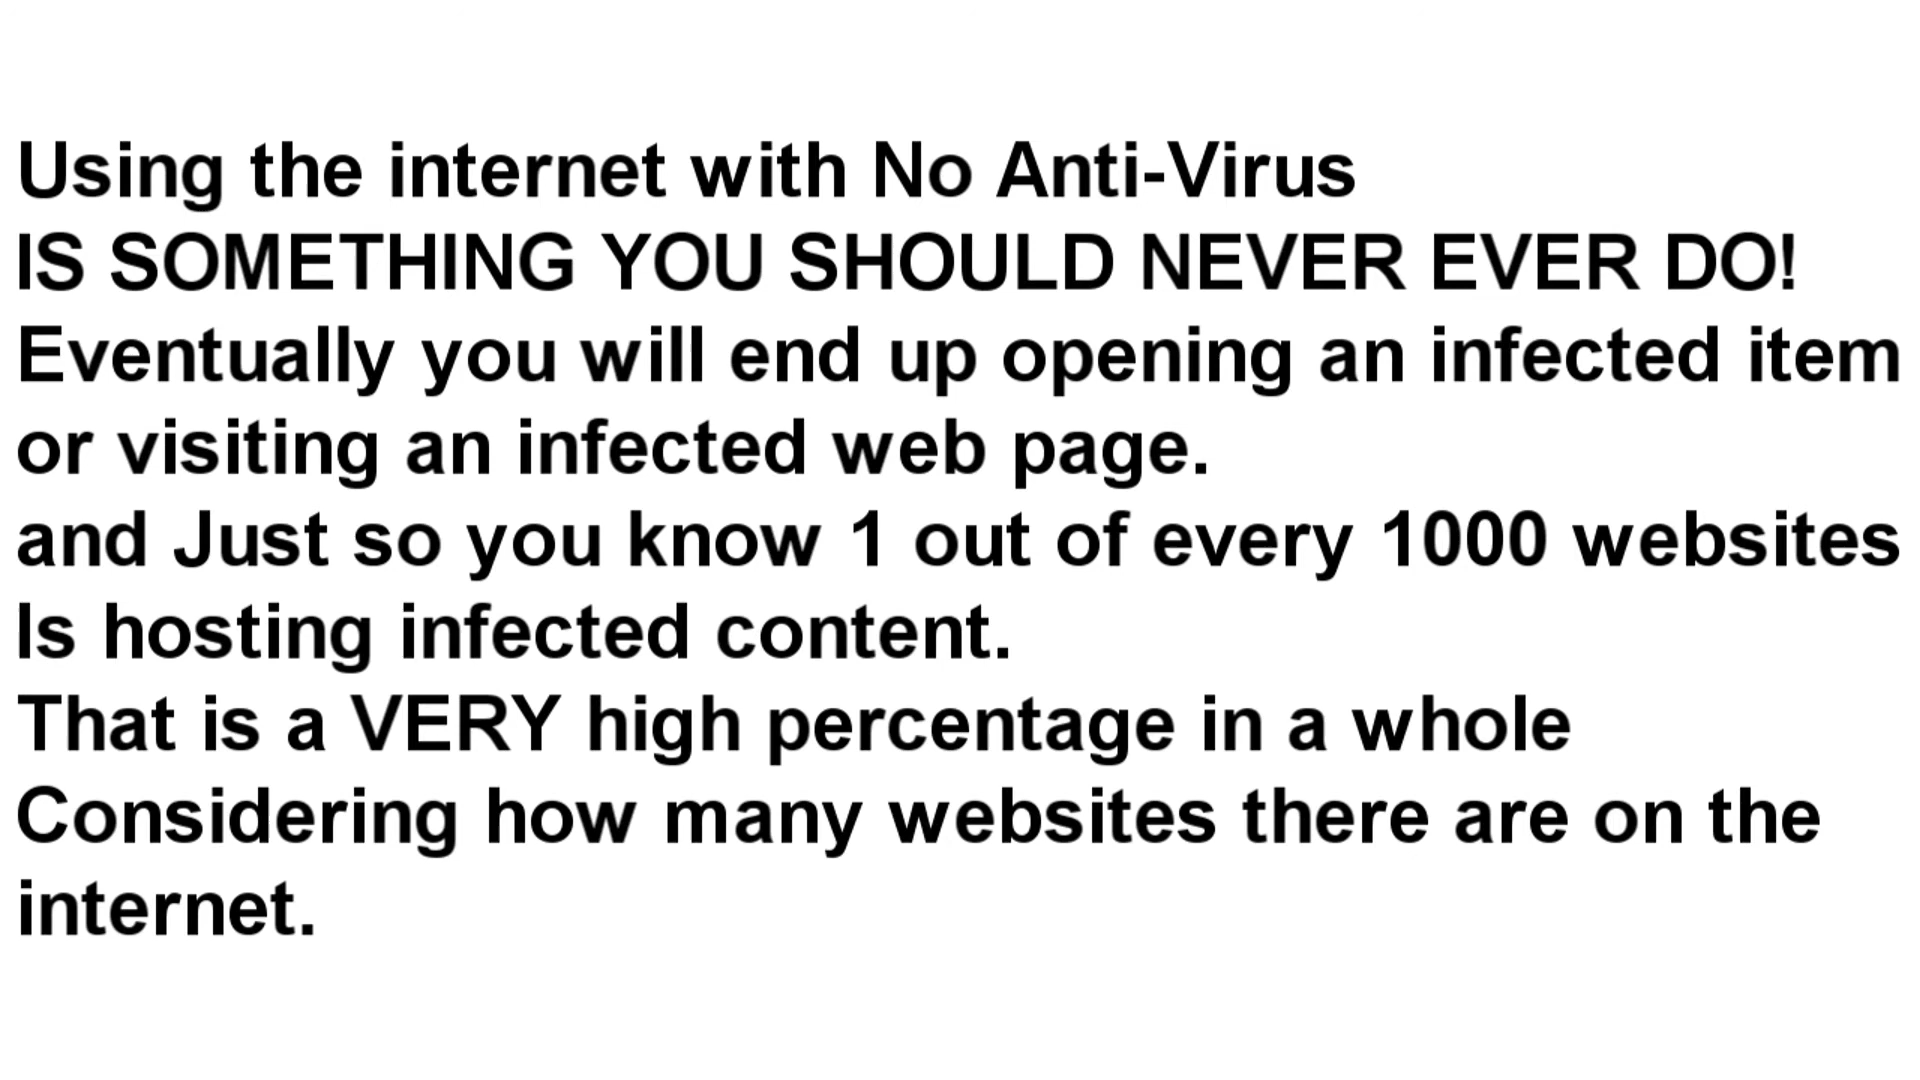 Using the internet with No Anti-Virus
IS SOMETHING YOU SHOULD NEVER EVER DO!
Eventually you will end up opening an infected item
or visiting an infected web page.
and Just so you know 1 out of every 1000 websites
Is hosting infected content.
That is a VERY high percentage in a whole
Considering how many websites there are on the
internet.